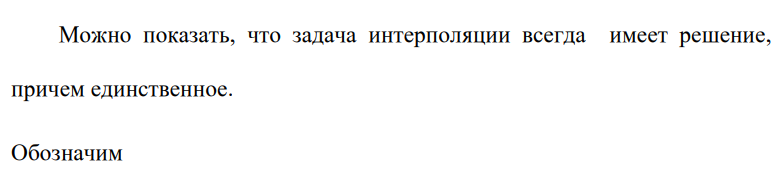 Можно показать, что задача интерполяции всегда имеет решение,
причем единственное.
Обозначим